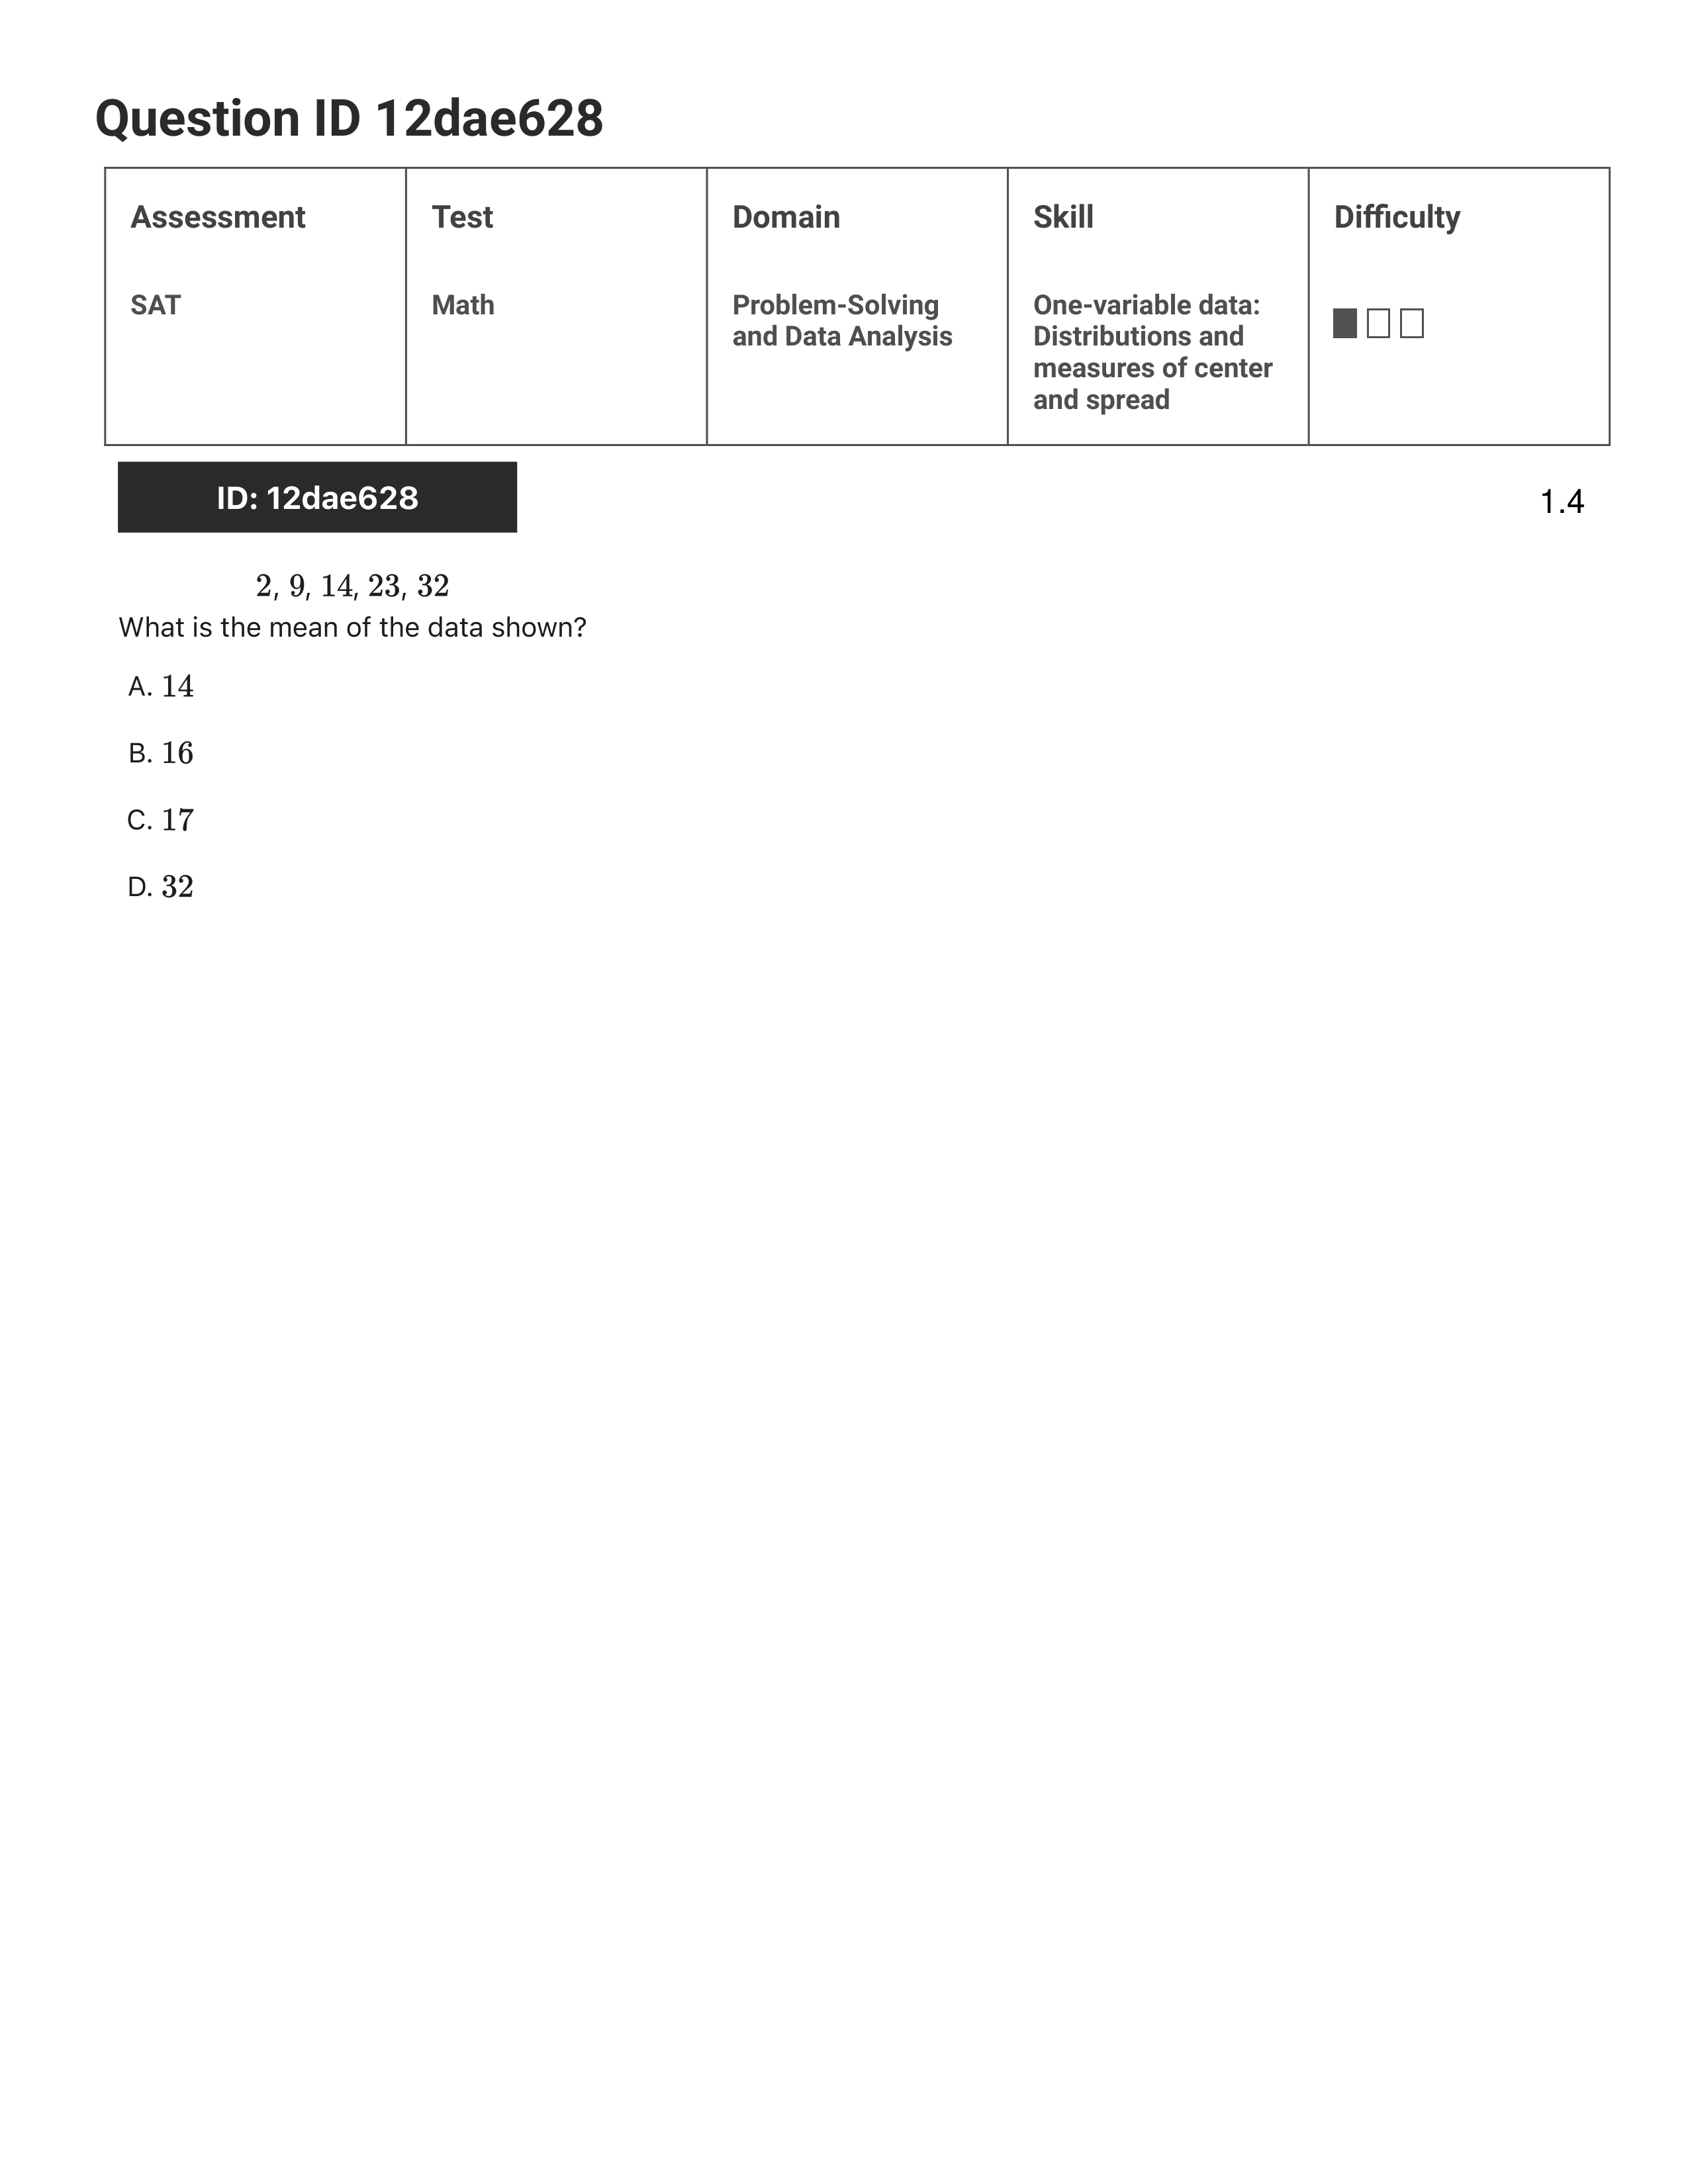 Question ID 12dae628
Assessment
Test
Domain
Skill
Difficulty
SAT
Math
Problem-Solving
and Data Analysis
One-variable data:
Distributions and
measures of center
and spread
ID: 12dae628
1.4
2, 9, 14, 23, 32
What is the mean of the data shown?
A. 14
B. 16
C. 17
D. 32